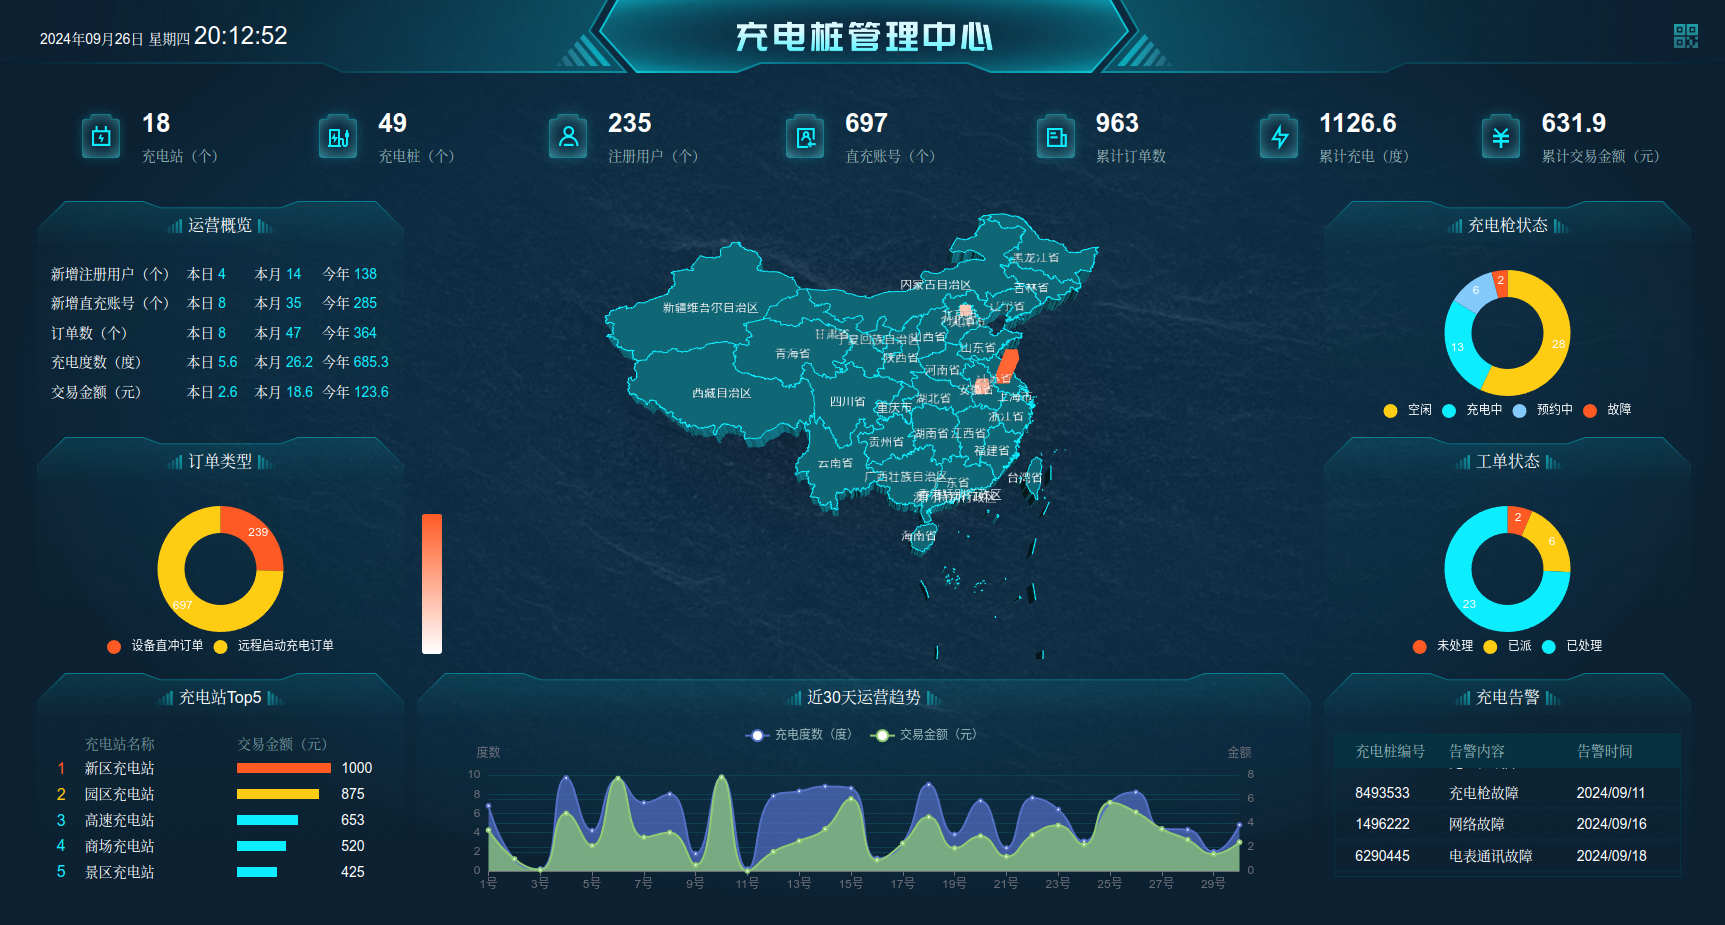 2024年09月26日 星期四 20:12:52
充电桩管理中心
18
充电站（个）
49
充电桩（个）
235
注册用户（个）
697
直充账号（个）
963
累计订单数
1126.6
累计充电（度）
631.9
累计交易金额（元）
运营概览
新增注册用户（个） 本日 4 本月 14 今年 138
新增直充账号（个） 本日 8 本月 35 今年 285
订单数（个） 本日 8 本月 47 今年 364
充电度数（度） 本日 5.6 本月 26.2 今年 685.3
交易金额（元） 本日 2.6 本月 18.6 今年 123.6
订单类型
239
697
设备直冲订单 远程启动充电订单
充电站Top5
充电站名称 交易金额（元）
1 新区充电站 1000
2 园区充电站 875
3 高速充电站 653
4 商场充电站 520
5 景区充电站 425
黑龙江省
内蒙古自治区
吉林省
新疆维吾尔自治区
辽宁省
甘肃省
宁夏回族自治区
山西省
青海省
陕西省
山东省
河南省
西藏自治区
江苏省
安徽省
四川省
重庆市
湖北省
上海市
浙江省
贵州省
湖南省
江西省
福建省
云南省
广西壮族自治区
广东省
台湾省
海南省
近30天运营趋势
充电度数（度） 交易金额（元）
度数 金额
10 8
8 6
6 4
4 2
2 0
0
1号 3号 5号 7号 9号 11号 13号 15号 17号 19号 21号 23号 25号 27号 29号
充电枪状态
2
6
13
28
空闲 充电中 预约中 故障
工单状态
2
6
23
未处理 已派 已处理
充电告警
充电桩编号 告警内容 告警时间
8493533 充电枪故障 2024/09/11
1496222 网络故障 2024/09/16
6290445 电表通讯故障 2024/09/18